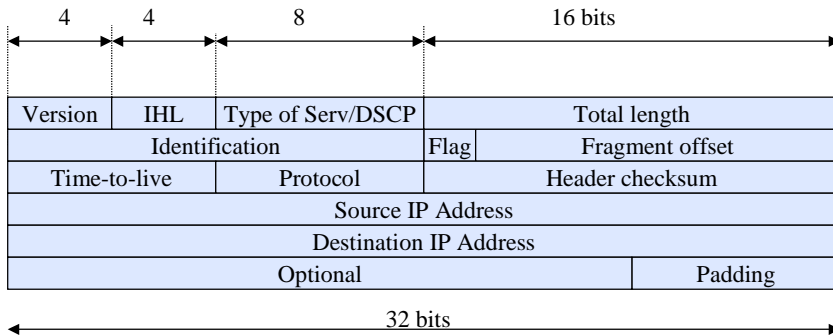 4 4 8 16 bits
Version IHL Type of Serv/DSCP Total length
Identification Flag Fragment offset
Time-to-live Protocol Header checksum
Source IP Address
Destination IP Address
Optional Padding
32 bits